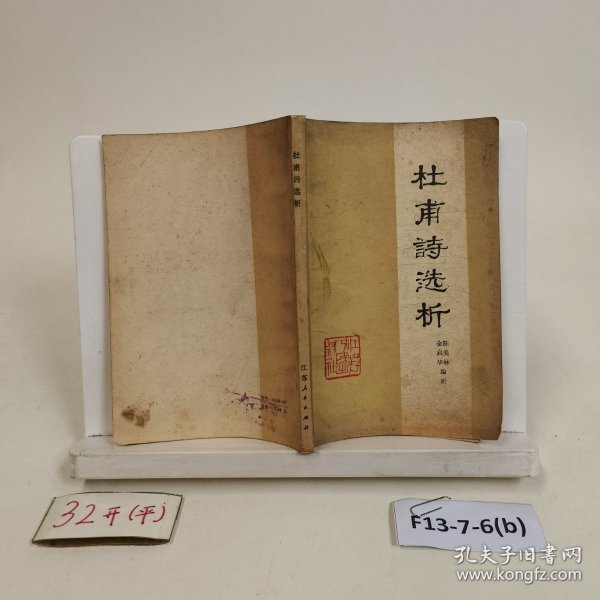 杜甫詩选析
陈美林
金启华
编析
杜甫詩选析
江苏人民出版社
32开(平)
F13-7-6(b)
孔夫子旧书网
www.kongfz.com